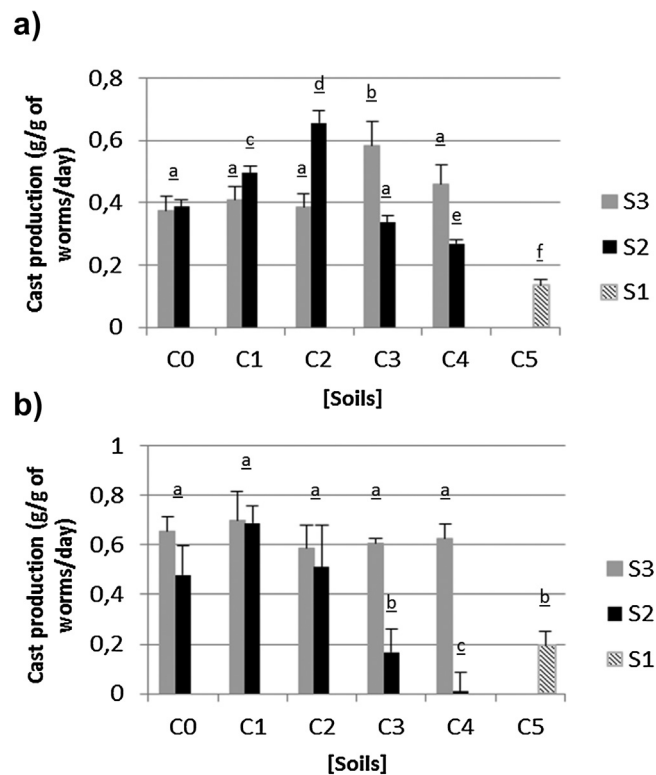 a)
Cast production (g/g of
worms/day)
0,8
0,6
0,4
0,2
0
a
a
c
a
d
b
a
a
e
f
C0 C1 C2 C3 C4 C5
[Soils]
S3
S2
S1
b)
Cast production (g/g of
worms/day)
1
0,8
0,6
0,4
0,2
0
a
a
a
a
b
a
c
b
C0 C1 C2 C3 C4 C5
[Soils]
S3
S2
S1